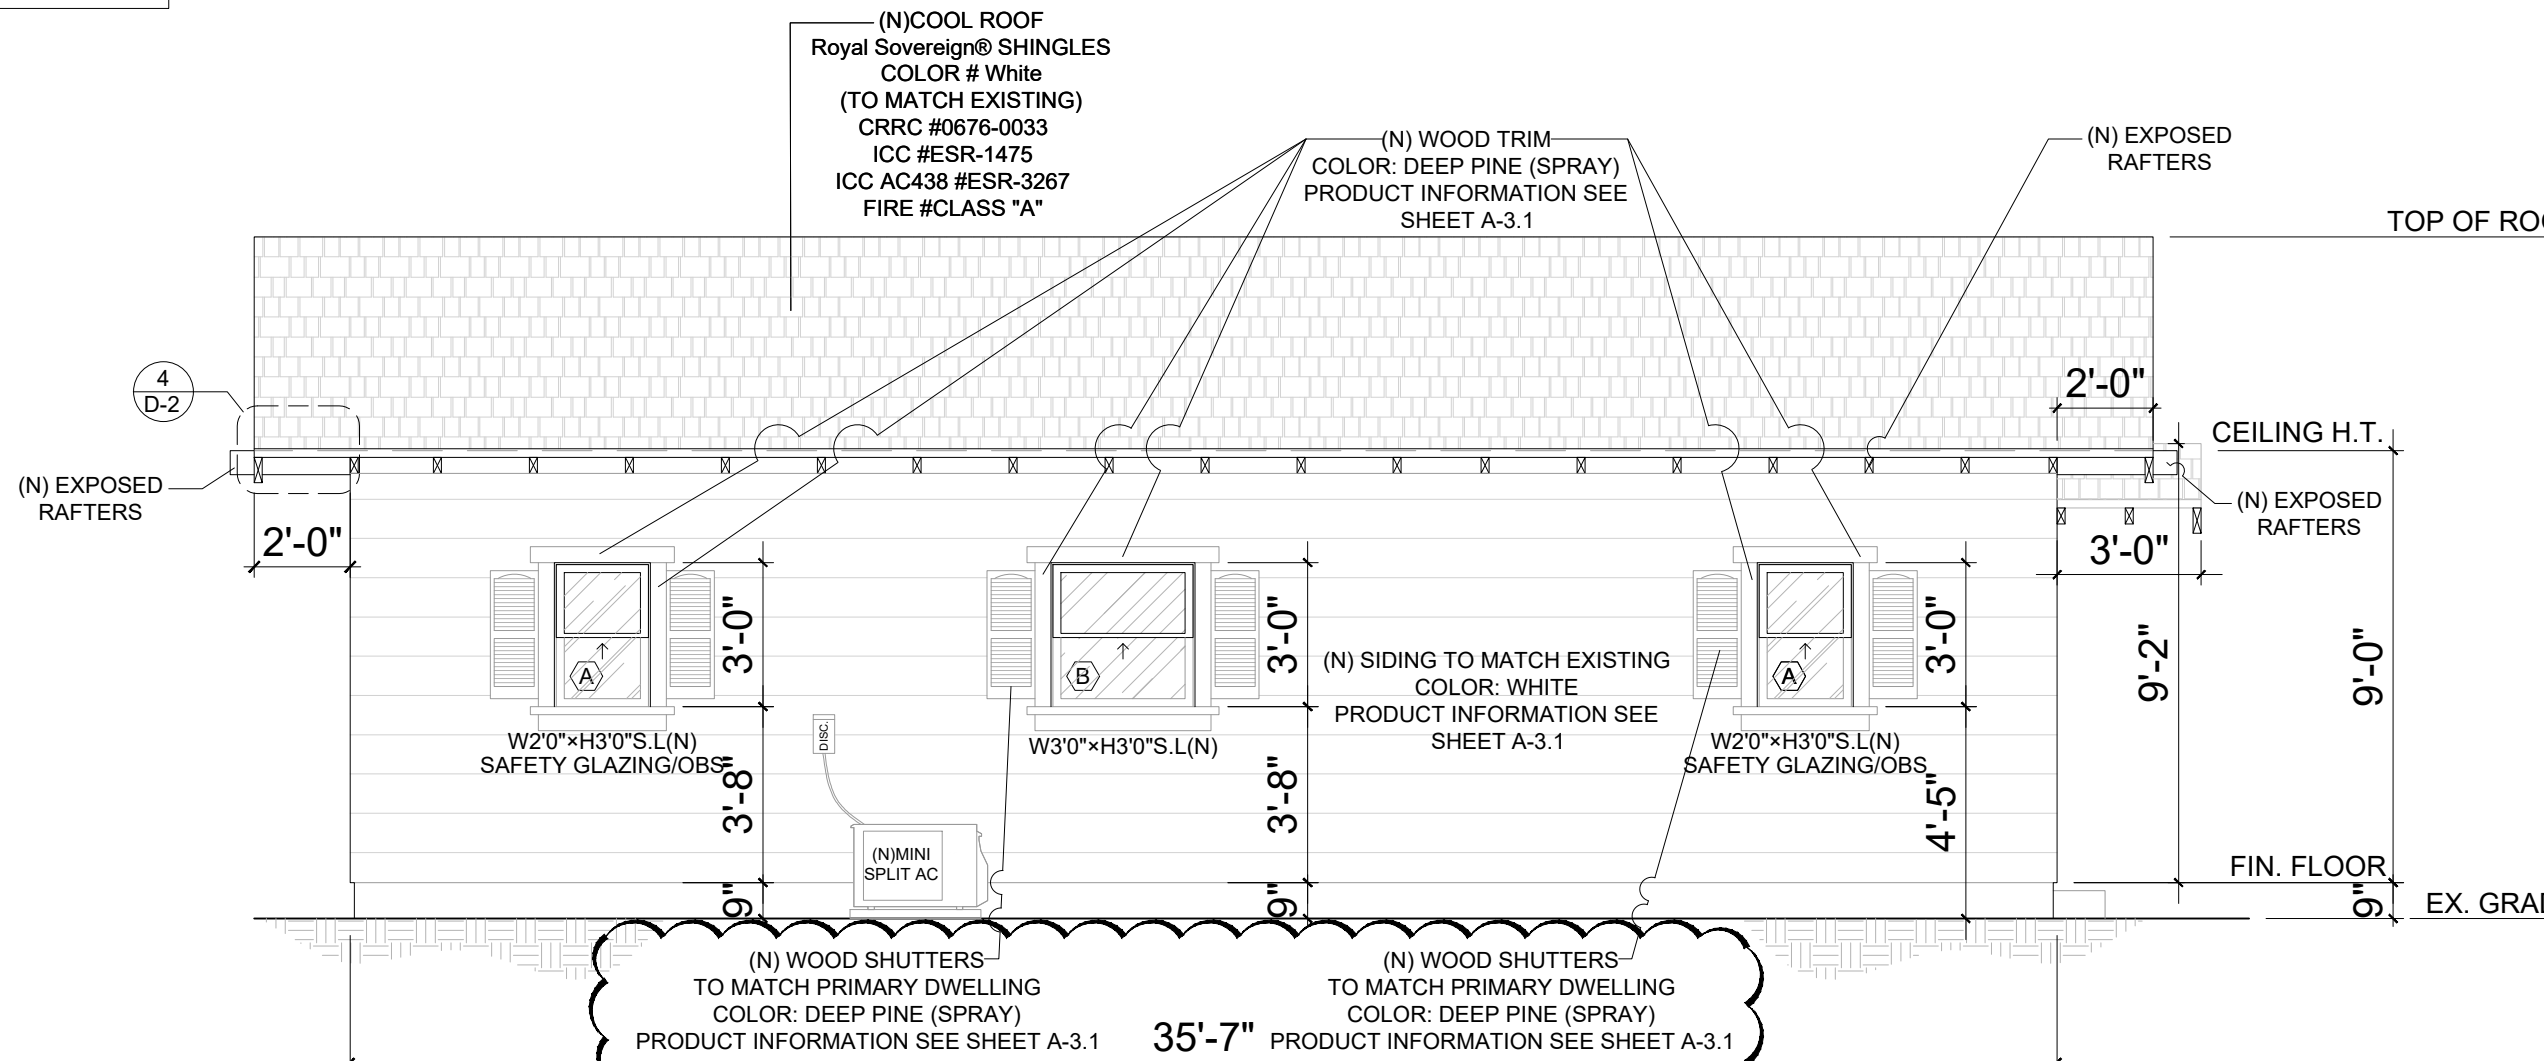 (N)COOL ROOF
Royal Sovereign® SHINGLES
COLOR # White
(TO MATCH EXISTING)
CRRC #0676-0033
ICC #ESR-1475
ICC AC438 #ESR-3267
FIRE #CLASS "A"
(N) WOOD TRIM
COLOR: DEEP PINE (SPRAY)
PRODUCT INFORMATION SEE
SHEET A-3.1
(N) EXPOSED
RAFTERS
TOP OF ROO
4
D-2
2'-0"
CEILING H.T.
(N) EXPOSED
RAFTERS
(N) EXPOSED
RAFTERS
2'-0"
3'-0"
3'-0"
3'-0"
3'-0"
9'-2"
9'-0"
A
B
A
(N) SIDING TO MATCH EXISTING
COLOR: WHITE
PRODUCT INFORMATION SEE
SHEET A-3.1
W2'0"×H3'0"S.L(N)
SAFETY GLAZING/OBS
DISC.
W3'0"×H3'0"S.L(N)
W2'0"×H3'0"S.L(N)
SAFETY GLAZING/OBS
3'-8"
3'-8"
4'-5"
(N)MINI
SPLIT AC
FIN. FLOOR
9"
9"
9"
EX. GRAD
(N) WOOD SHUTTERS
TO MATCH PRIMARY DWELLING
COLOR: DEEP PINE (SPRAY)
PRODUCT INFORMATION SEE SHEET A-3.1
35'-7"
(N) WOOD SHUTTERS
TO MATCH PRIMARY DWELLING
COLOR: DEEP PINE (SPRAY)
PRODUCT INFORMATION SEE SHEET A-3.1